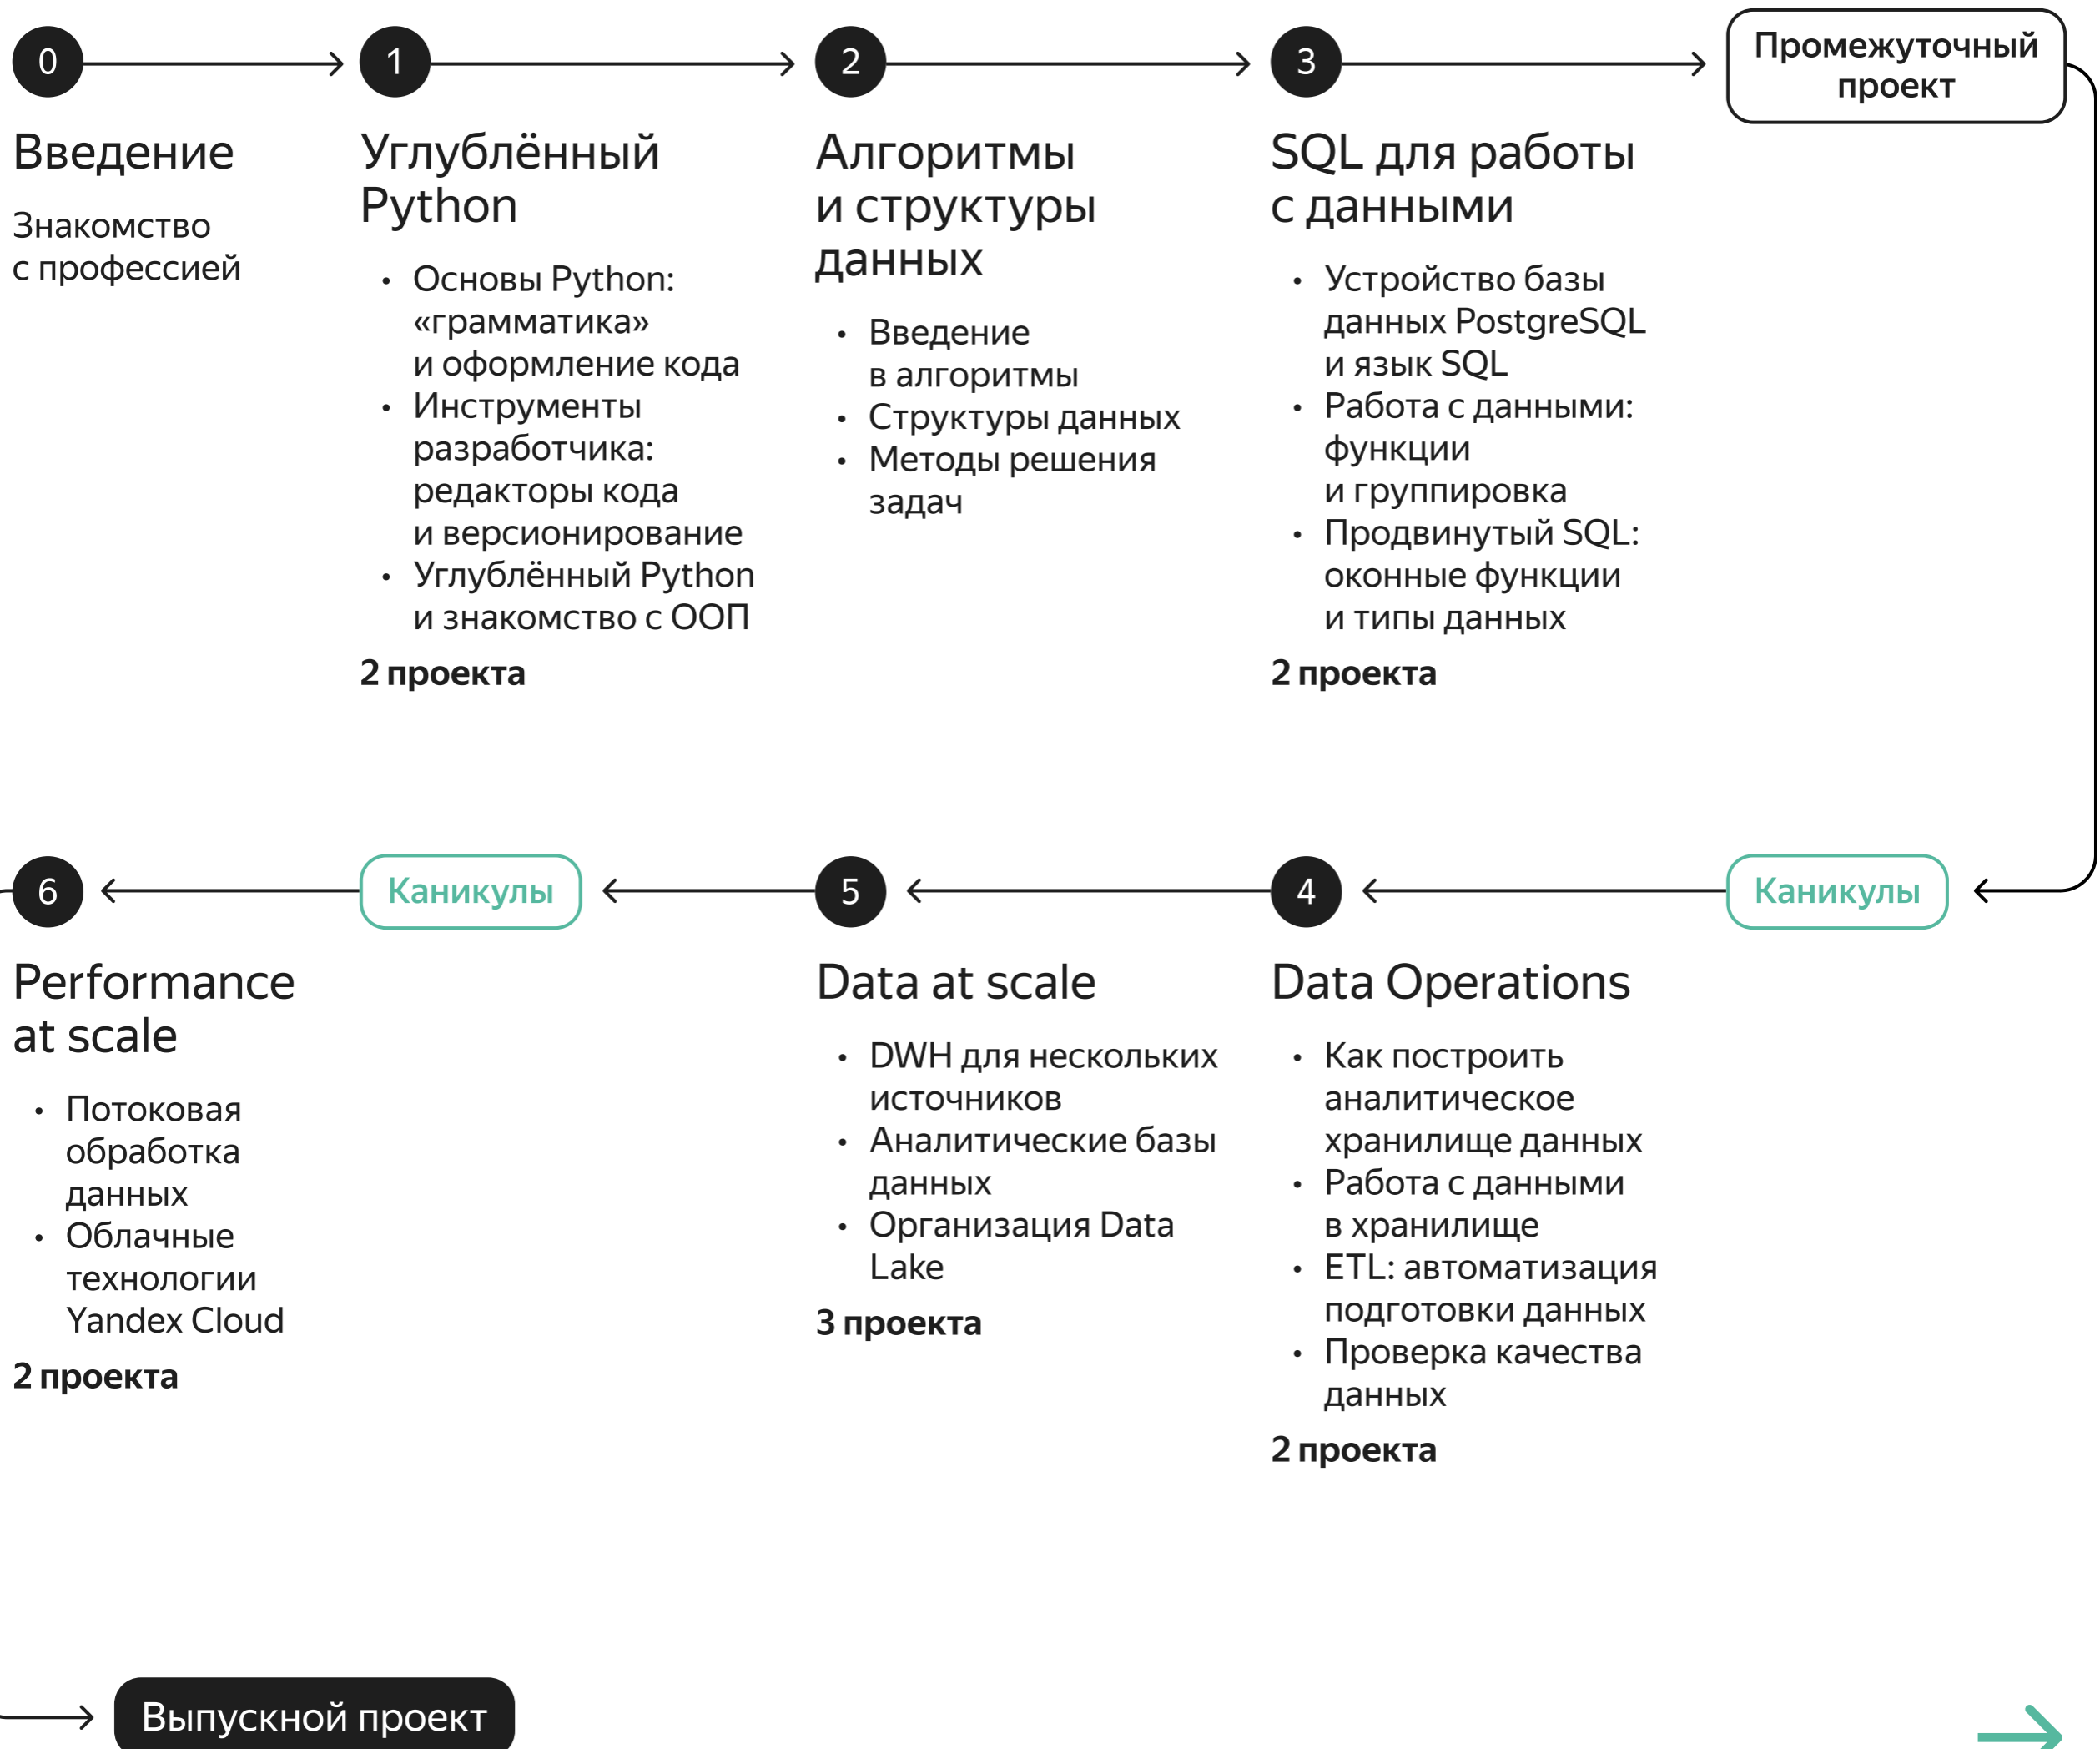 0
Введение
Знакомство
с профессией
1
Углублённый
Python
• Основы Python:
«грамматика»
и оформление кода
• Инструменты
разработчика:
редакторы кода
и версионирование
• Углублённый Python
и знакомство с ООП
2 проекта
2
Алгоритмы
и структуры
данных
• Введение
в алгоритмы
• Структуры данных
• Методы решения
задач
3
SQL для работы
с данными
• Устройство базы
данных PostgreSQL
и язык SQL
• Работа с данными:
функции
и группировка
• Продвинутый SQL:
оконные функции
и типы данных
2 проекта
Промежуточный
проект
Каникулы
4
Data Operations
• Как построить
аналитическое
хранилище данных
• Работа с данными
в хранилище
• ETL: автоматизация
подготовки данных
• Проверка качества
данных
2 проекта
5
Data at scale
• DWH для нескольких
источников
• Аналитические базы
данных
• Организация Data
Lake
3 проекта
Каникулы
6
Performance
at scale
• Потоковая
обработка
данных
• Облачные
технологии
Yandex Cloud
2 проекта
Выпускной проект